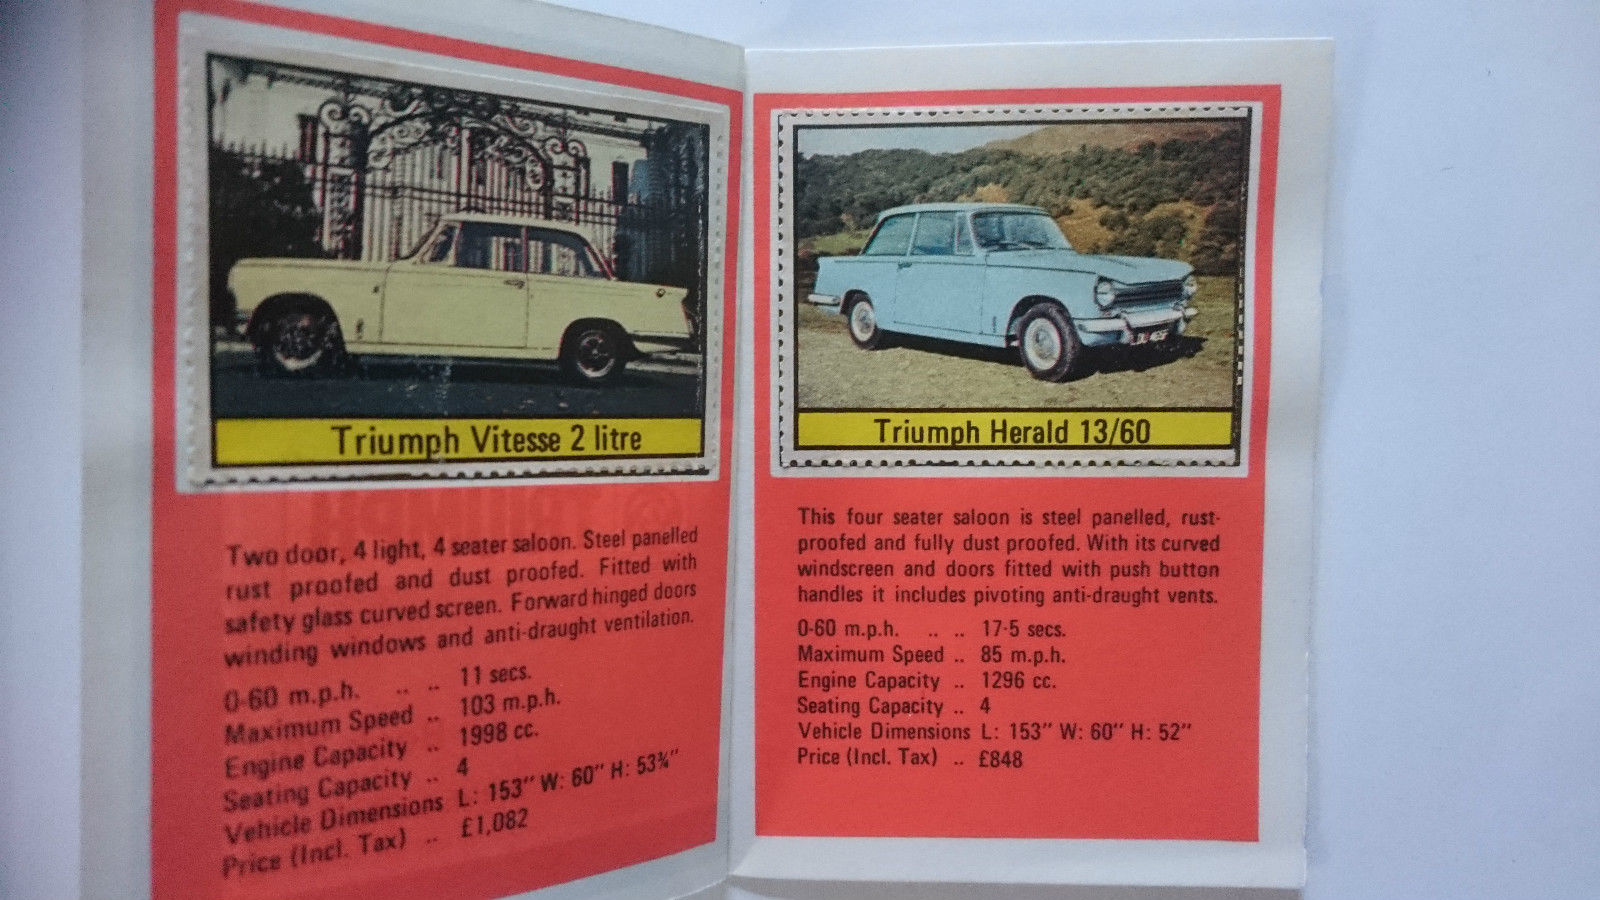 Triumph Vitesse 2 litre
Two door, 4 light, 4 seater saloon. Steel panelled
rust proofed and dust proofed. Fitted with
safety glass curved screen. Forward hinged doors
winding windows and anti-draught ventilation.
0-60 m.p.h. .. .. 11 secs.
Maximum Speed .. 103 m.p.h.
Engine Capacity .. 1998 cc.
Seating Capacity .. 4
Vehicle Dimensions L: 153″ W: 60″ H: 53¾″
Price (Incl. Tax) .. £1,082
Triumph Herald 13/60
This four seater saloon is steel panelled, rust-
proofed and fully dust proofed. With its curved
windscreen and doors fitted with push button
handles it includes pivoting anti-draught vents.
0-60 m.p.h. .. .. 17·5 secs.
Maximum Speed .. 85 m.p.h.
Engine Capacity .. 1296 cc.
Seating Capacity .. 4
Vehicle Dimensions L: 153″ W: 60″ H: 52″
Price (Incl. Tax) .. £848